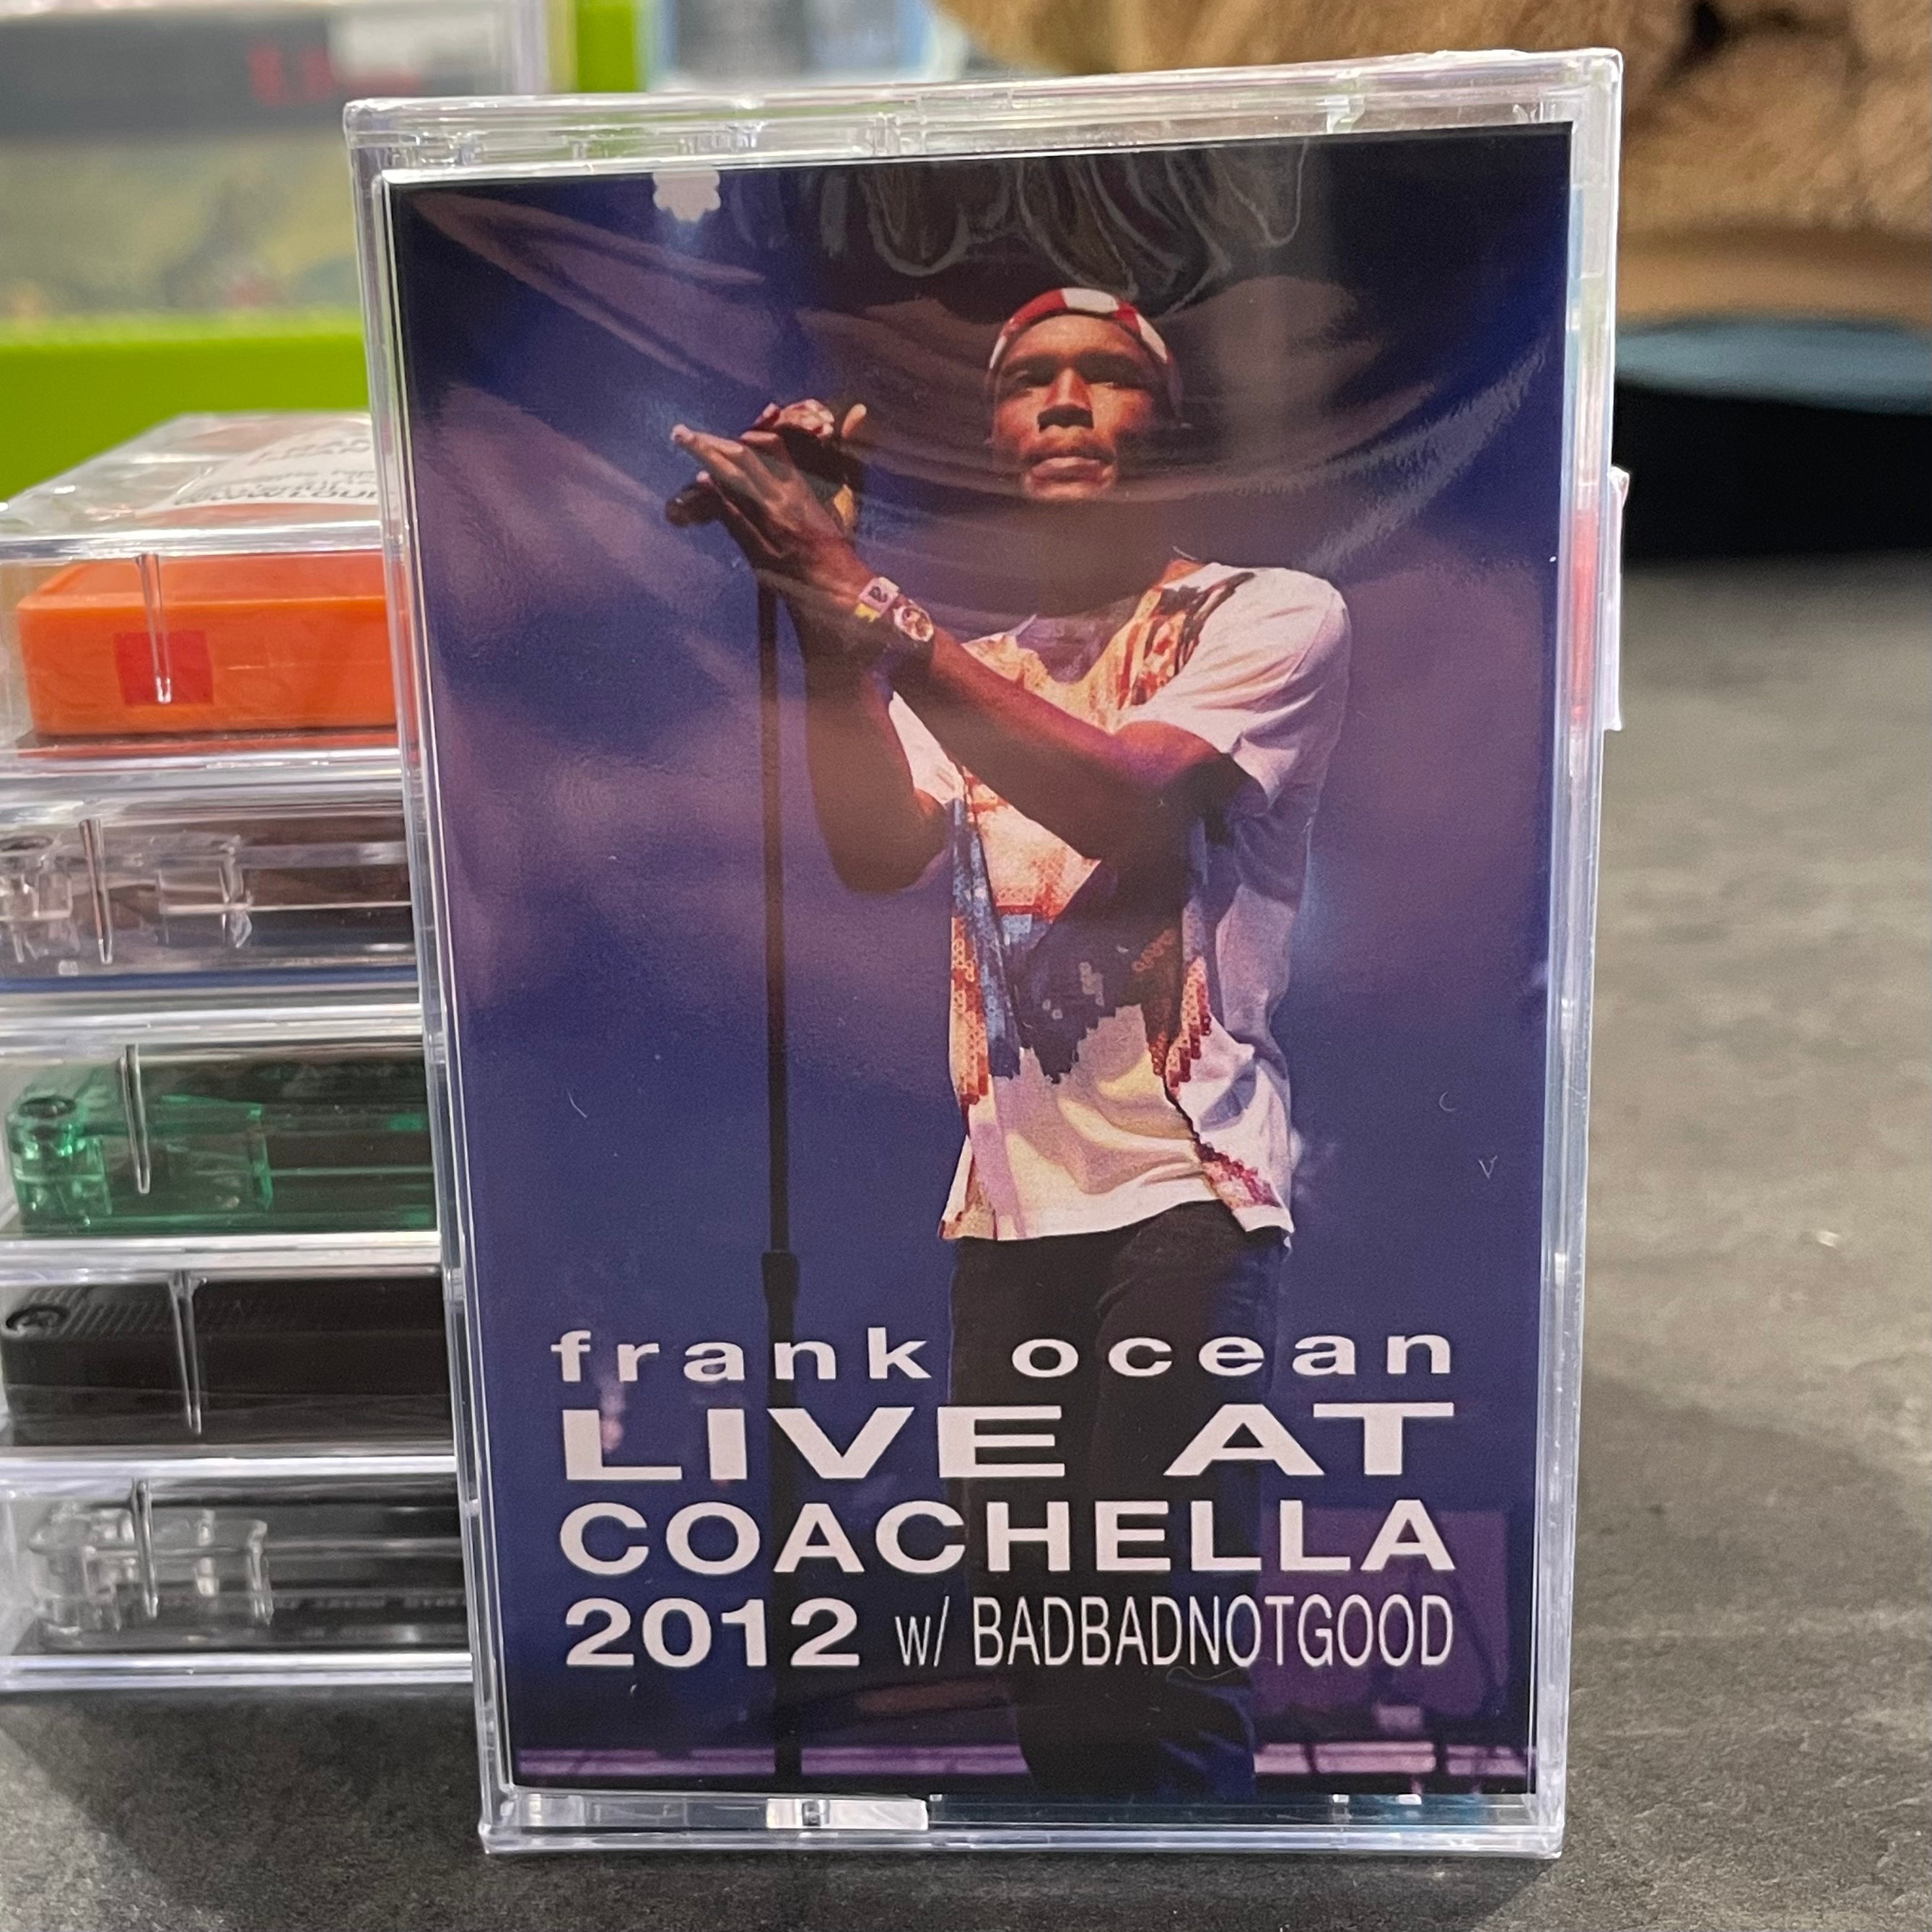 frank ocean
LIVE AT
COACHELLA
2012 w/ BADBADNOTGOOD